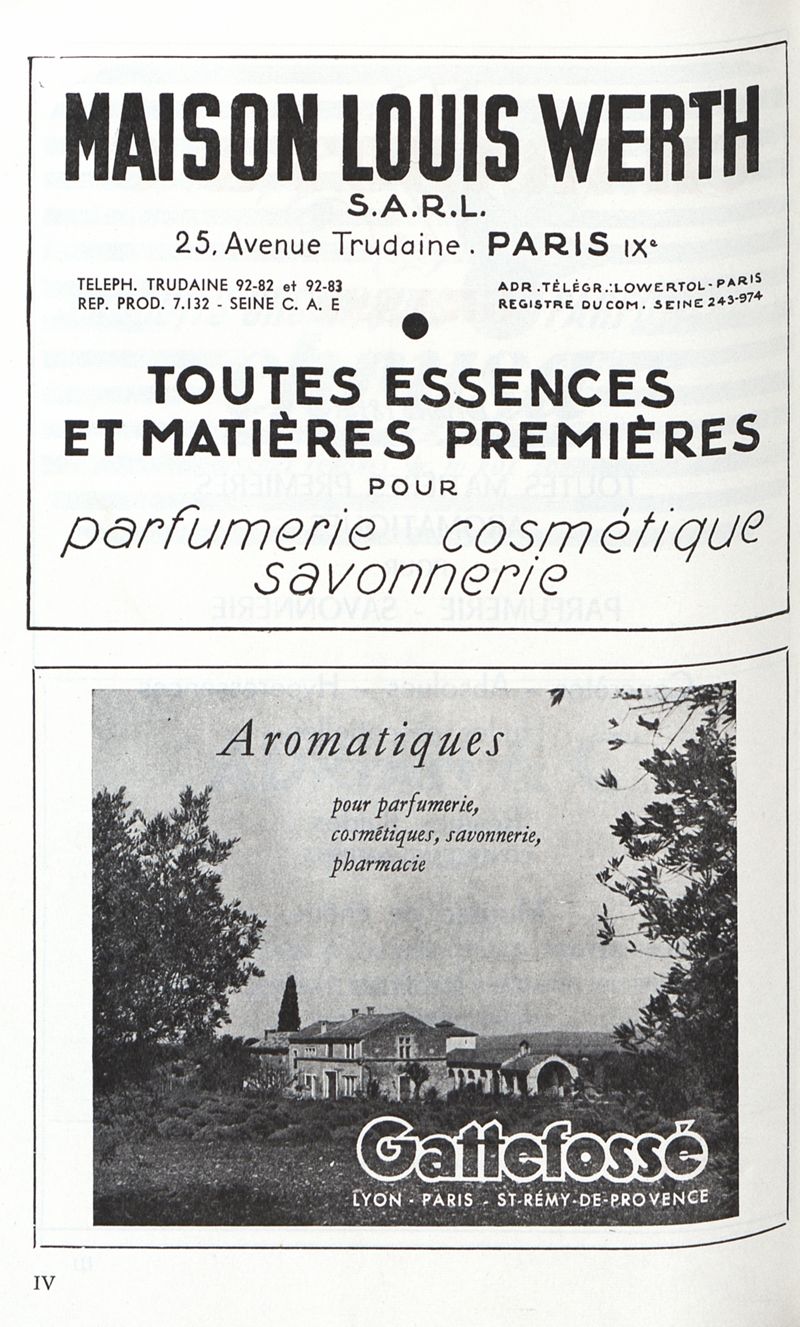 MAISON LOUIS WERTH
S.A.R.L.
25, Avenue Trudaine . PARIS IXe
TELEPH. TRUDAINE 92-82 et 92-83
REP. PROD. 7.132 - SEINE C. A. E
ADR. TÉLÉGR.: LOWERTOL - PARIS
REGISTRE DU COM. SEINE 243-974
TOUTES ESSENCES
ET MATIÈRES PREMIÈRES
POUR
parfumerie cosmétique
savonnerie
Aromatiques
pour parfumerie,
cosmétiques, savonnerie,
pharmacie
Gattefossé
LYON - PARIS - ST-RÉMY-DE-PROVENCE
IV